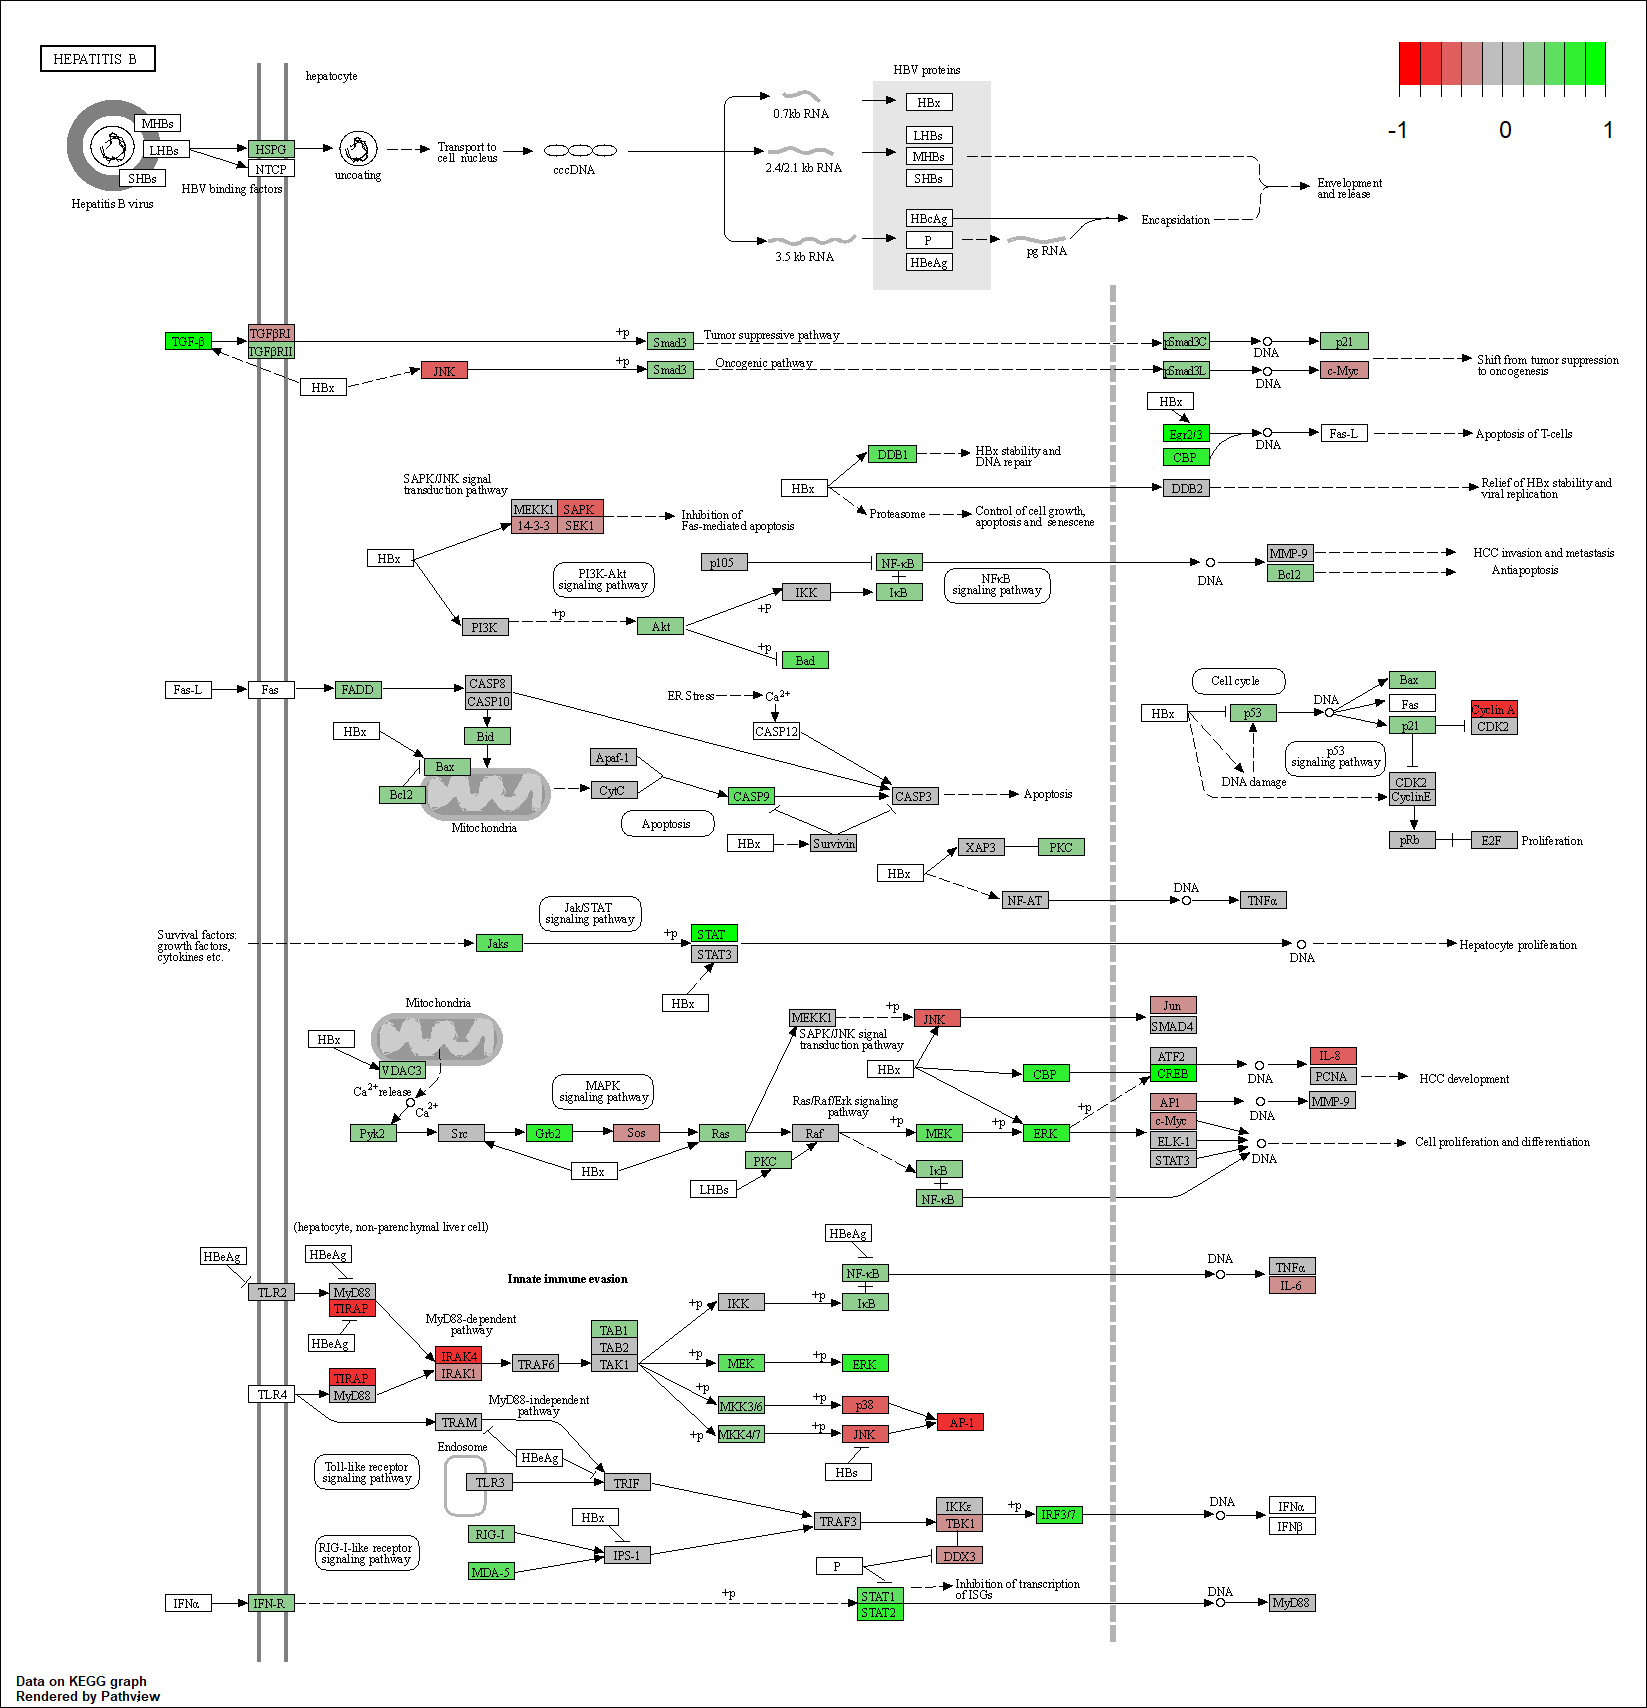 HEPATITIS B
hepatocyte
-1
0
1
HBV proteins
MHBs
LHBs
SHBs
Hepatitis B virus
HSPG
NTCP
HBV binding factors
uncoating
Transport to
cell nucleus
cccDNA
0.7kb RNA
2.4/2.1 kb RNA
3.5 kb RNA
HBx
LHBs
MHBs
SHBs
HBcAg
P
HBeAg
pg RNA
Encapsidation
Envelopment
and release
TGF-β
TGFβRI
TGFβRII
HBx
JNK
+p
Smad3
Tumor suppressive pathway
+p
Smad3
Oncogenic pathway
pSmad3C
DNA
p21
pSmad3L
DNA
c-Myc
Shift from tumor suppression
to oncogenesis
HBx
Egr2/3
CBP
DNA
Fas-L
Apoptosis of T-cells
DDB1
HBx stability and
DNA repair
HBx
DDB2
Relief of HBx stability and
viral replication
Proteasome
Control of cell growth,
apoptosis and senescene
SAPK/JNK signal
transduction pathway
MEKK1
SAPK
14-3-3
SEK1
Inhibition of
Fas-mediated apoptosis
HBx
PI3K-Akt
signaling pathway
p105
NF-κB
NFκB
signaling pathway
DNA
MMP-9
Bcl2
HCC invasion and metastasis
Antiapoptosis
IKK
IκB
PI3K
+p
Akt
+P
+p
Bad
Fas-L
Fas
FADD
CASP8
CASP10
ER Stress
Ca2+
CASP12
HBx
Bid
Bax
Bcl2
Mitochondria
Apaf-1
CytC
CASP9
CASP3
Apoptosis
Apoptosis
HBx
Survivin
Cell cycle
HBx
p53
DNA
Bax
Fas
p21
Cyclin A
CDK2
p53
signaling pathway
DNA damage
CDK2
CyclinE
pRb
E2F
Proliferation
HBx
XAP3
PKC
NF-AT
DNA
TNFα
Jak/STAT
signaling pathway
Survival factors:
growth factors,
cytokines etc.
Jaks
+p
STAT
STAT3
HBx
DNA
Hepatocyte proliferation
Mitochondria
HBx
VDAC3
Ca2+ release
Ca2+
MAPK
signaling pathway
Pyk2
Src
Grb2
Sos
Ras
Raf
HBx
PKC
LHBs
MEKK1
+p
JNK
SAPK/JNK signal
transduction pathway
HBx
CBP
Ras/Raf/Erk signaling
pathway
+p
MEK
+p
ERK
+p
IκB
NF-κB
Jun
SMAD4
ATF2
CREB
AP1
c-Myc
ELK-1
STAT3
DNA
IL-8
PCNA
DNA
MMP-9
DNA
HCC development
Cell proliferation and differentiation
(hepatocyte, non-parenchymal liver cell)
HBeAg
HBeAg
TLR2
MyD88
TIRAP
HBeAg
Innate immune evasion
HBeAg
NF-κB
IκB
DNA
TNFα
IL-6
MyD88-dependent
pathway
IRAK4
IRAK1
TRAF6
TAB1
TAB2
TAK1
+p
IKK
+p
+p
MEK
+p
ERK
+p
MKK3/6
+p
p38
+p
MKK4/7
+p
JNK
AP-1
HBs
TLR4
TIRAP
MyD88
TRAM
MyD88-independent
pathway
Endosome
HBeAg
TLR3
TRIF
Toll-like receptor
signaling pathway
RIG-I
MDA-5
HBx
IPS-1
RIG-I-like receptor
signaling pathway
TRAF3
IKKε
TBK1
DDX3
+p
IRF3/7
DNA
IFNα
IFNβ
P
IFNα
IFN-R
+p
STAT1
STAT2
Inhibition of transcription
of ISGs
DNA
MyD88
Data on KEGG graph
Rendered by Pathview